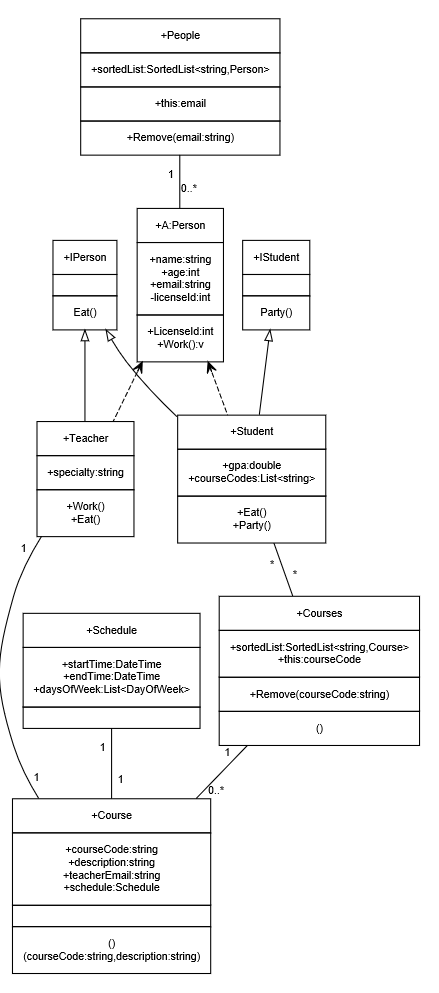 +People
+sortedList:SortedList<string,Person>
+this:email
+Remove(email:string)
1
0..*
+A:Person
+name:string
+age:int
+email:string
-licenseId:int
+LicenseId:int
+Work():v
+IPerson
Eat()
+IStudent
Party()
+Teacher
+specialty:string
+Work()
+Eat()
+Student
+gpa:double
+courseCodes:List<string>
+Eat()
+Party()
1
*
*
+Schedule
+startTime:DateTime
+endTime:DateTime
+daysOfWeek:List<DayOfWeek>
+Courses
+sortedList:SortedList<string,Course>
+this:courseCode
+Remove(courseCode:string)
()
1
1
1
1
0..*
+Course
+courseCode:string
+description:string
+teacherEmail:string
+schedule:Schedule
()
(courseCode:string,description:string)